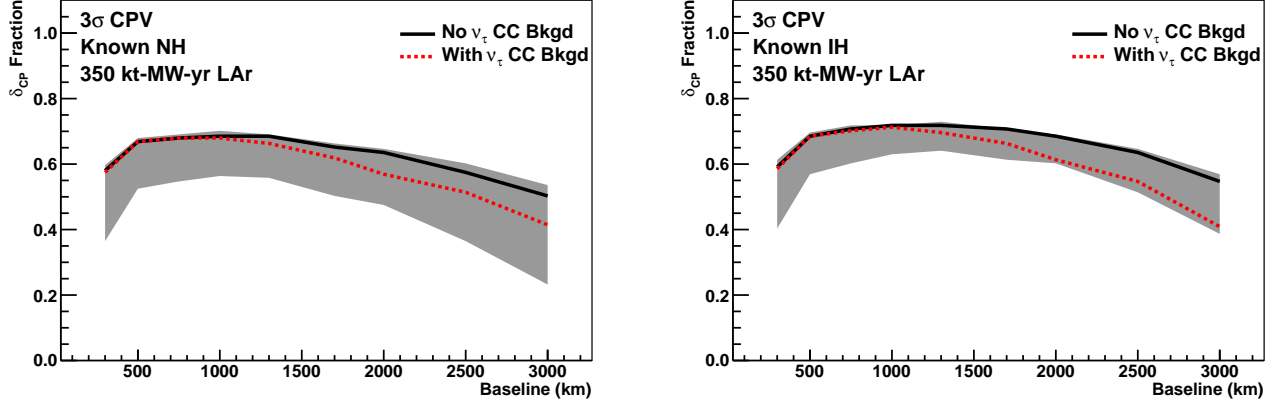 3σ CPV
Known NH
350 kt-MW-yr LAr
No ντ CC Bkgd
With ντ CC Bkgd
δCP Fraction
1.0
0.8
0.6
0.4
0.2
0.0
500 1000 1500 2000 2500 3000
Baseline (km)
3σ CPV
Known IH
350 kt-MW-yr LAr
No ντ CC Bkgd
With ντ CC Bkgd
δCP Fraction
1.0
0.8
0.6
0.4
0.2
0.0
500 1000 1500 2000 2500 3000
Baseline (km)